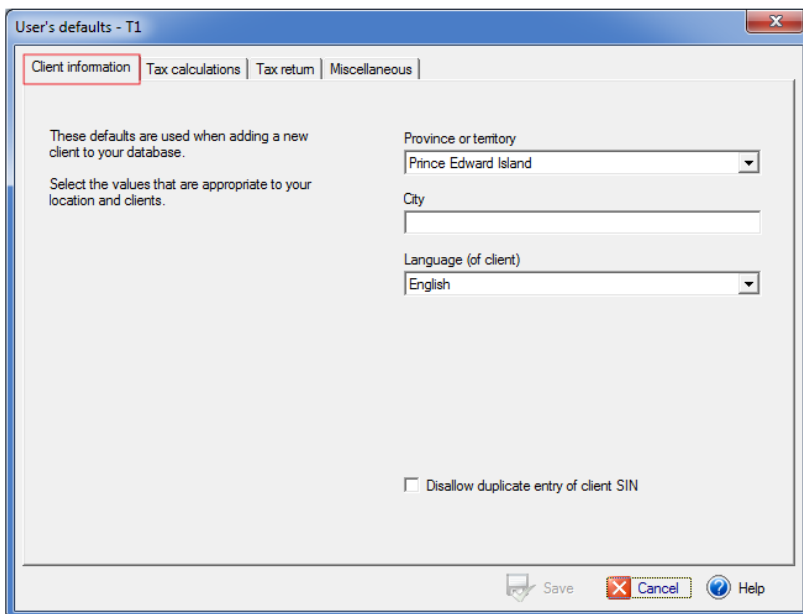 User's defaults - T1
Client information
Tax calculations
Tax return
Miscellaneous
These defaults are used when adding a new
client to your database.
Select the values that are appropriate to your
location and clients.
Province or territory
Prince Edward Island
City
Language (of client)
English
Disallow duplicate entry of client SIN
Save
Cancel
Help